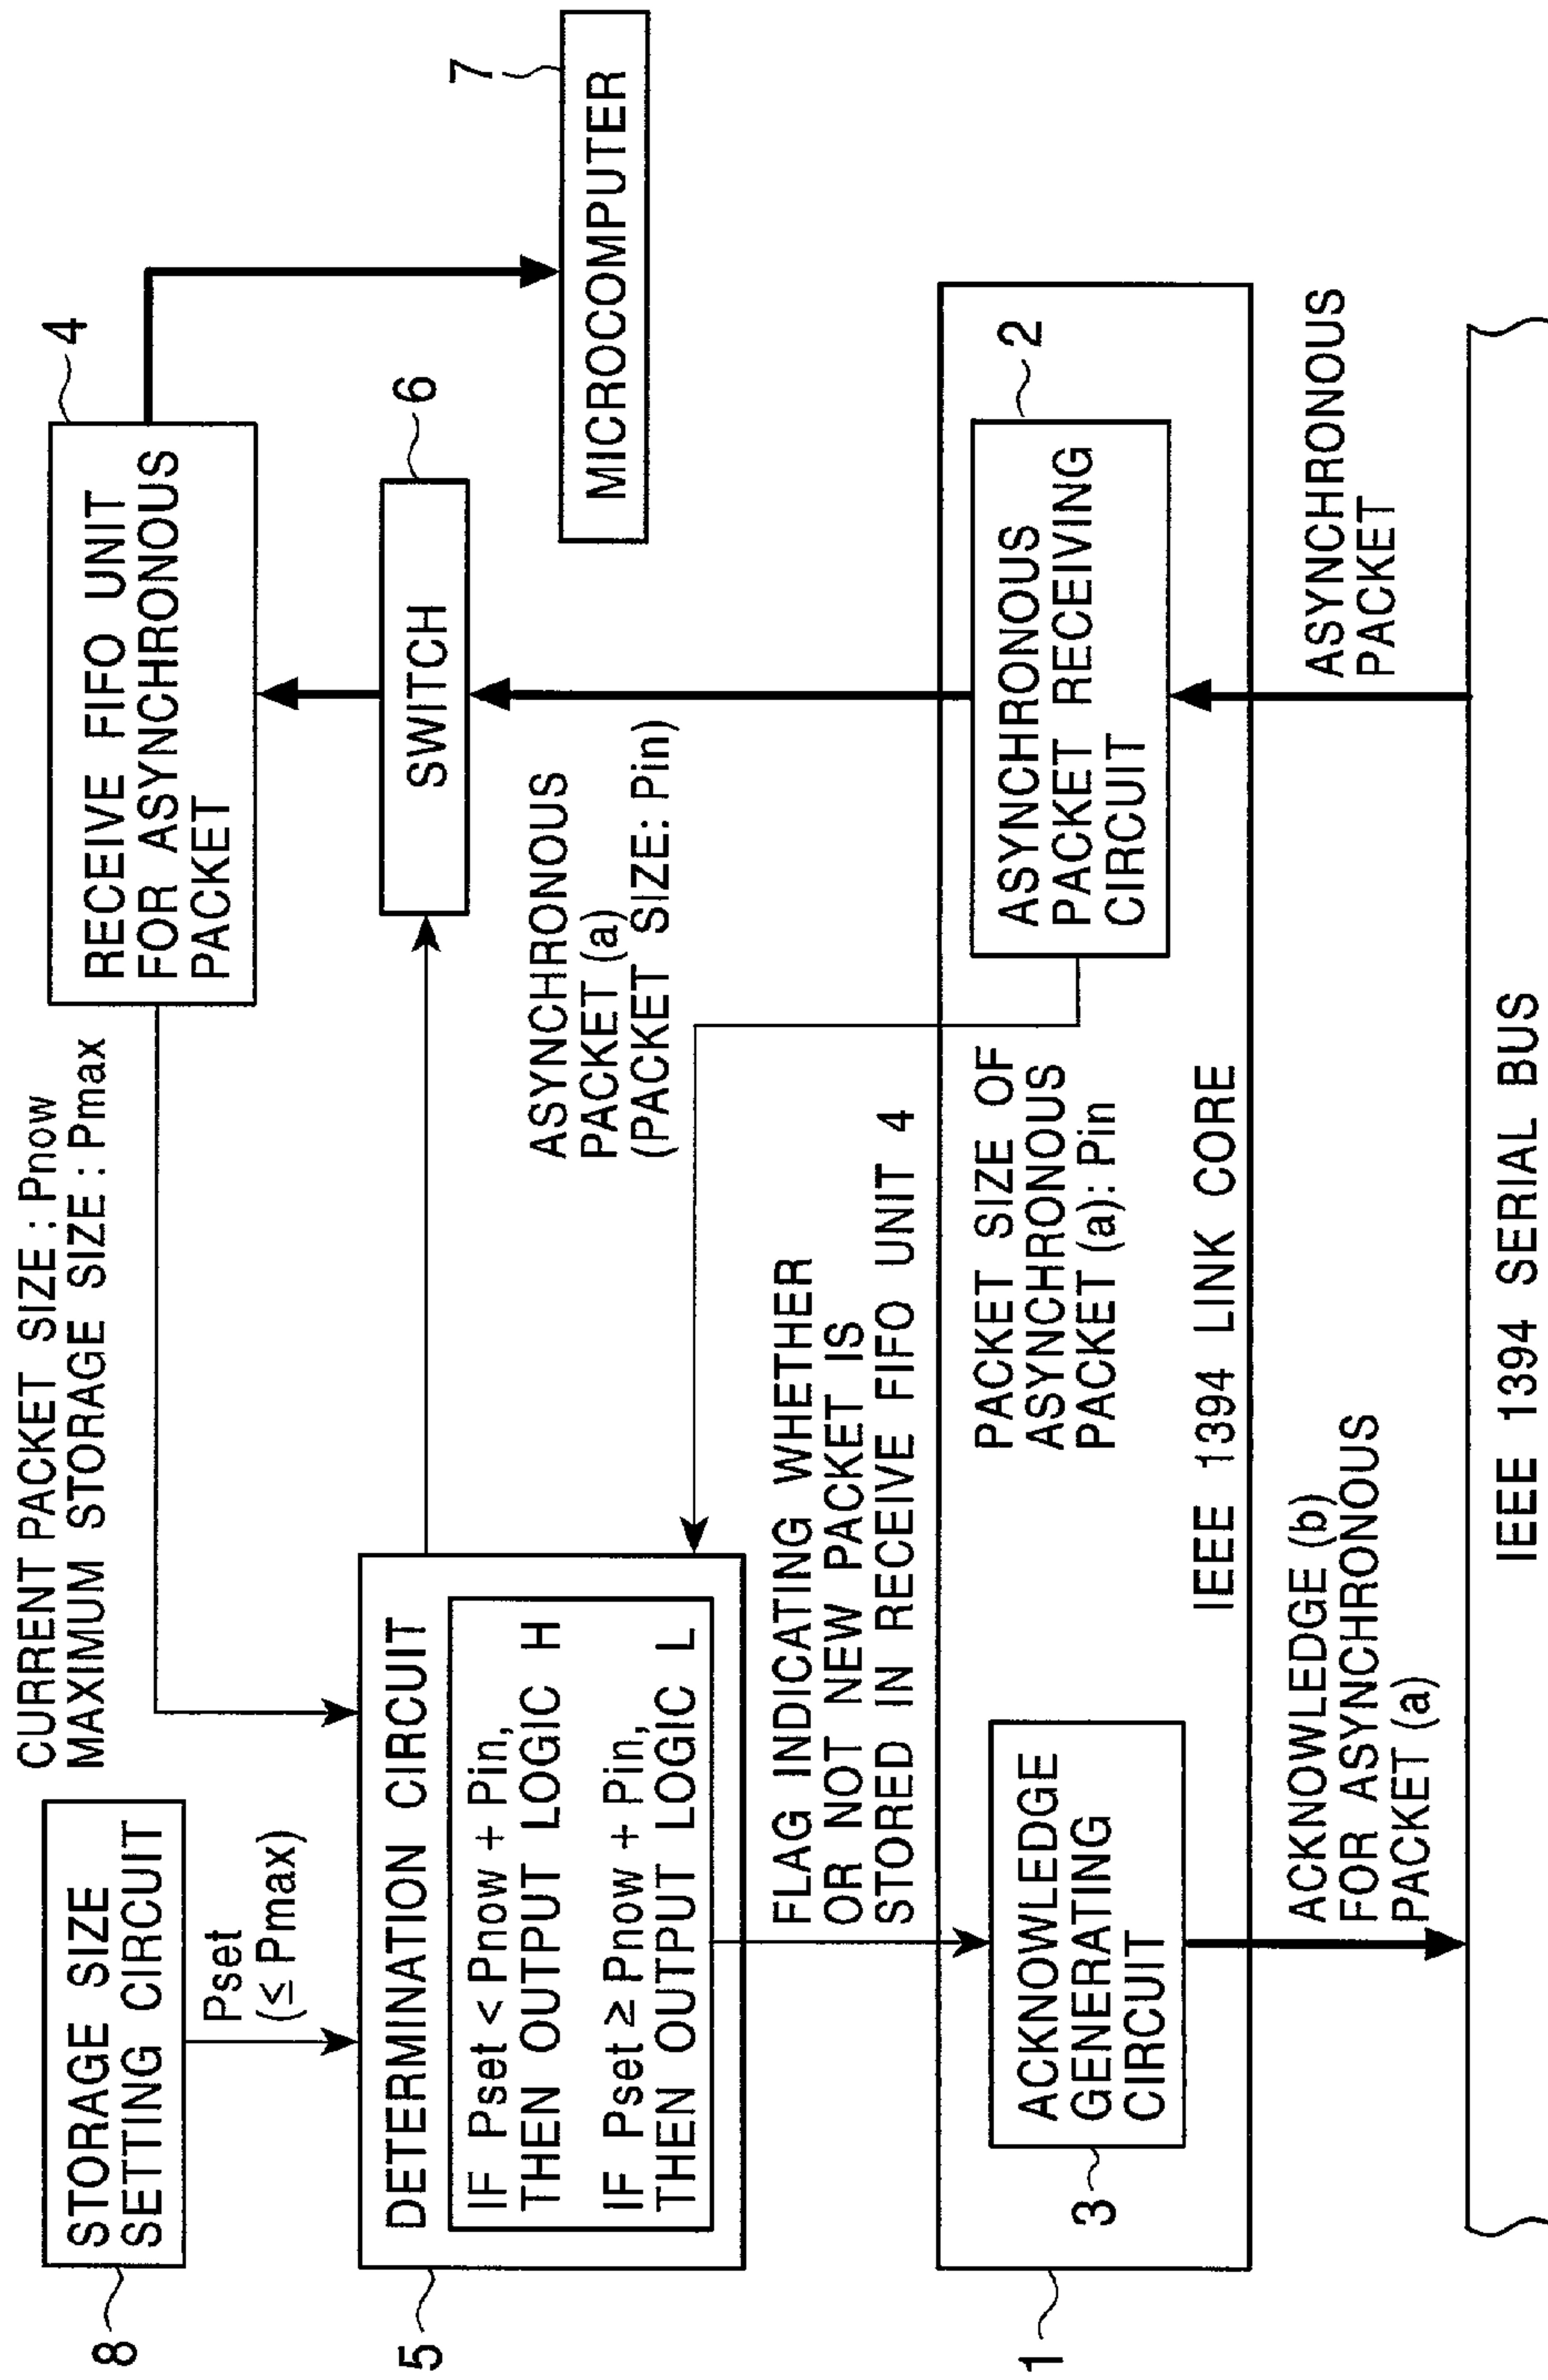 8
STORAGE SIZE
SETTING CIRCUIT
Pset
(≤ Pmax)
CURRENT PACKET SIZE : Pnow
MAXIMUM STORAGE SIZE : Pmax
4
RECEIVE FIFO UNIT
FOR ASYNCHRONOUS
PACKET
5
DETERMINATION CIRCUIT
IF Pset < Pnow + Pin,
THEN OUTPUT LOGIC H
IF Pset ≥ Pnow + Pin,
THEN OUTPUT LOGIC L
6
SWITCH
7
MICROCOMPUTER
ASYNCHRONOUS
PACKET (a)
(PACKET SIZE: Pin)
FLAG INDICATING WHETHER
OR NOT NEW PACKET IS
STORED IN RECEIVE FIFO UNIT 4
1
3
ACKNOWLEDGE
GENERATING
CIRCUIT
PACKET SIZE OF
ASYNCHRONOUS
PACKET (a): Pin
2
ASYNCHRONOUS
PACKET RECEIVING
CIRCUIT
IEEE 1394 LINK CORE
ACKNOWLEDGE (b)
FOR ASYNCHRONOUS
PACKET (a)
ASYNCHRONOUS
PACKET
IEEE 1394 SERIAL BUS